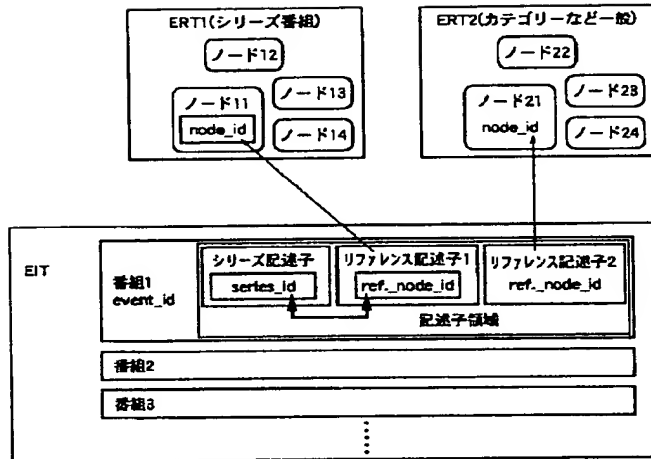 ERT1(シリーズ番組)
ノード12
ノード11
node_id
ノード13
ノード14
ERT2(カテゴリーなど一般)
ノード22
ノード21
node_id
ノード23
ノード24
EIT
番組1
event_id
シリーズ記述子
series_id
リファレンス記述子1
ref._node_id
リファレンス記述子2
ref._node_id
記述子領域
番組2
番組3